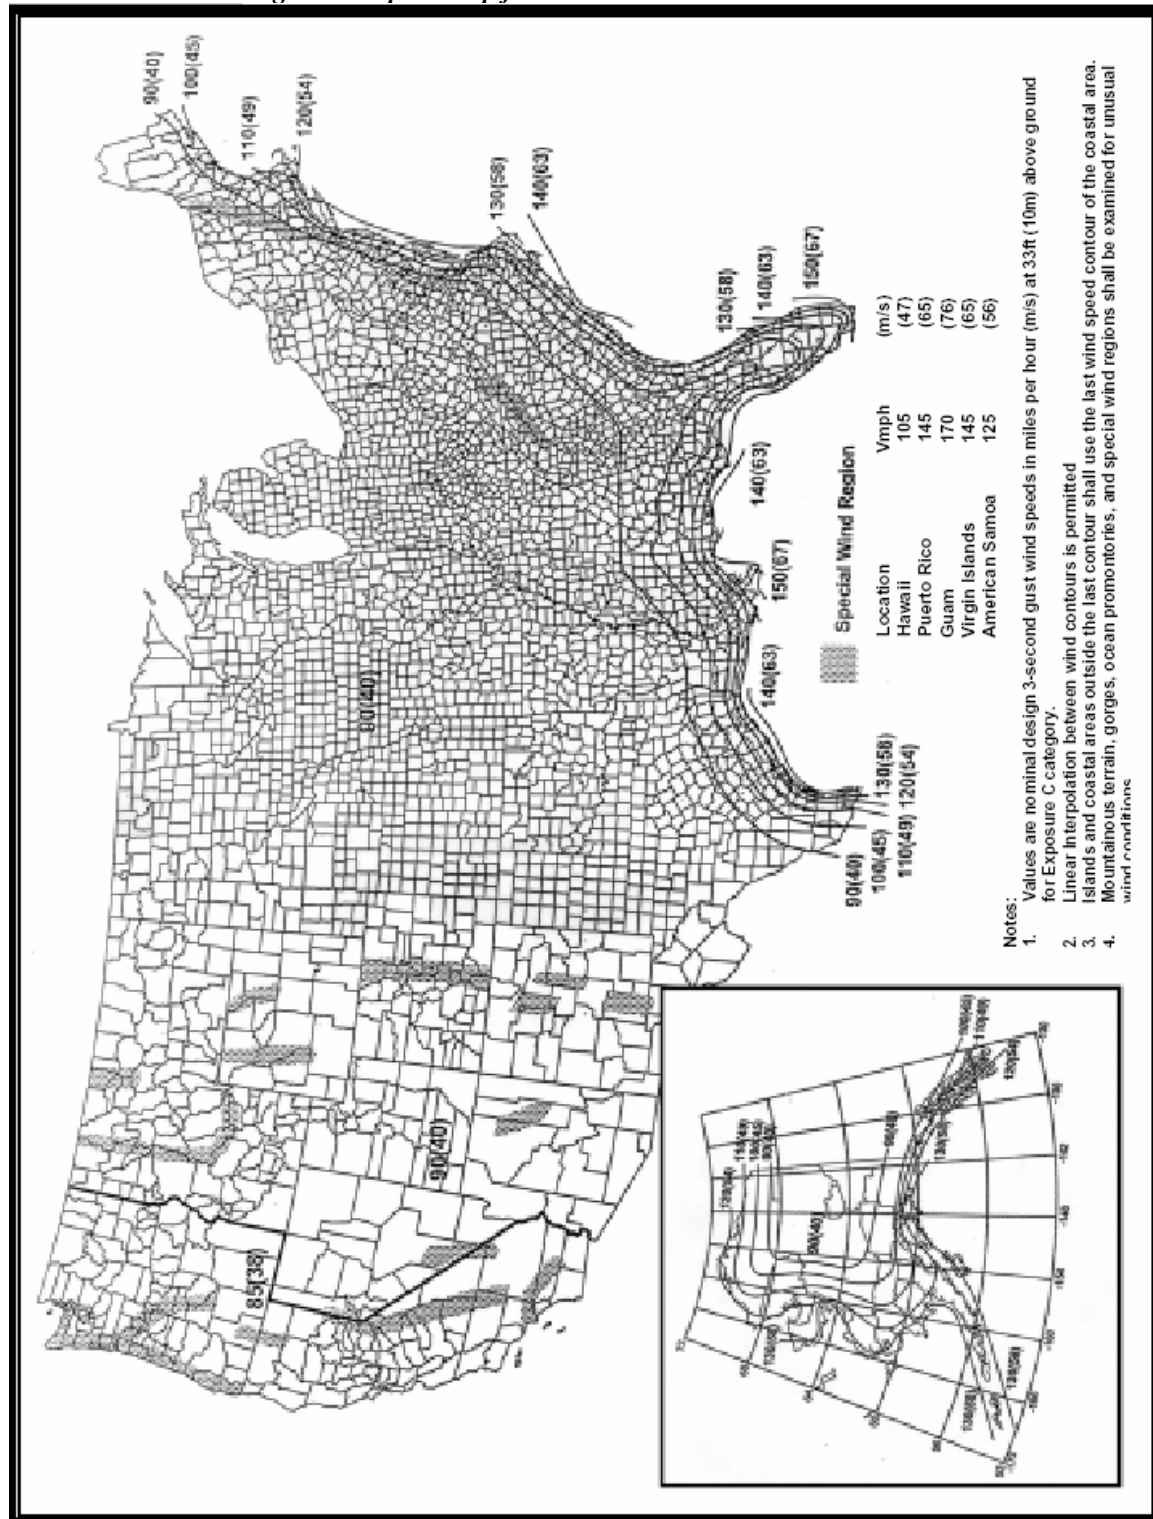 90(40)
100(45)
110(49)
120(54)
130(58)
140(63)
130(58)
140(63)
150(67)
140(63)
150(67)
140(63)
90(40)
85(38)
90(40)
90(40)
100(45)
110(49) 120(54)
130(58)
Special Wind Region
Location Vmph (m/s)
Hawaii 105 (47)
Puerto Rico 145 (65)
Guam 170 (76)
Virgin Islands 145 (65)
American Samoa 125 (56)
Notes:
1. Values are nominal design 3-second gust wind speeds in miles per hour (m/s) at 33ft (10m) above ground
for Exposure C category.
2. Linear Interpolation between wind contours is permitted
3. Islands and coastal areas outside the last contour shall use the last wind speed contour of the coastal area.
4. Mountainous terrain, gorges, ocean promontories, and special wind regions shall be examined for unusual
wind conditions
90(40)
130(58)